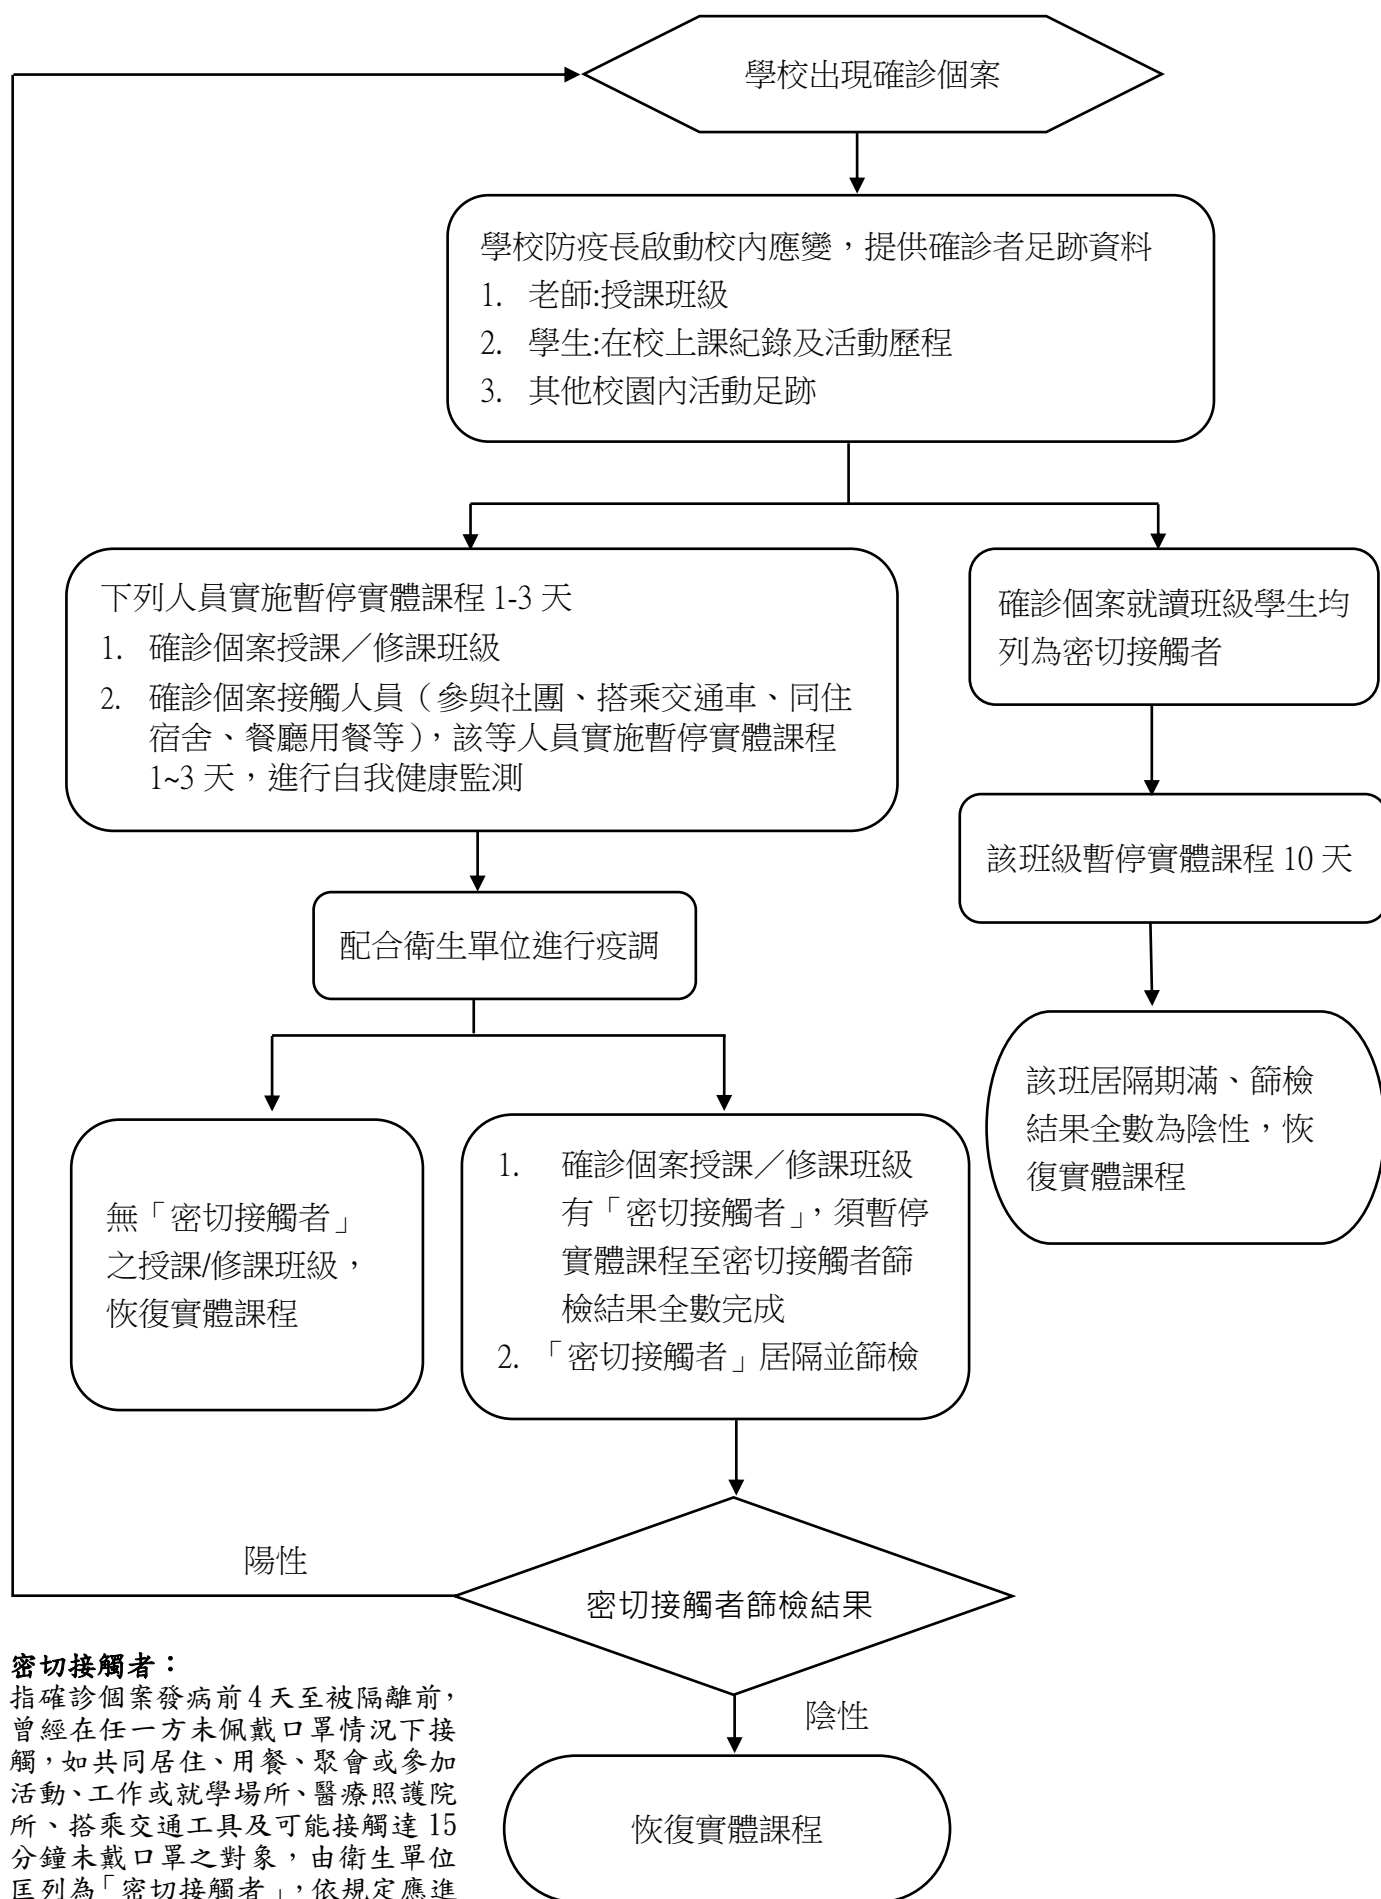 學校出現確診個案
學校防疫長啟動校內應變，提供確診者足跡資料
1. 老師:授課班級
2. 學生:在校上課紀錄及活動歷程
3. 其他校園內活動足跡
下列人員實施暫停實體課程 1-3 天
1. 確診個案授課／修課班級
2. 確診個案接觸人員（參與社團、搭乘交通車、同住
宿舍、餐廳用餐等），該等人員實施暫停實體課程
1~3 天，進行自我健康監測
確診個案就讀班級學生均
列為密切接觸者
該班級暫停實體課程 10 天
配合衛生單位進行疫調
該班居隔期滿、篩檢
結果全數為陰性，恢
復實體課程
無「密切接觸者」
之授課/修課班級，
恢復實體課程
1. 確診個案授課／修課班級
有「密切接觸者」，須暫停
實體課程至密切接觸者篩
檢結果全數完成
2. 「密切接觸者」居隔並篩檢
陽性
密切接觸者篩檢結果
陰性
恢復實體課程
密切接觸者：
指確診個案發病前 4 天至被隔離前，
曾經在任一方未佩戴口罩情況下接
觸，如共同居住、用餐、聚會或參加
活動、工作或就學場所、醫療照護院
所、搭乘交通工具及可能接觸達 15
分鐘未戴口罩之對象，由衛生單位
匡列為「密切接觸者」，依規定應進